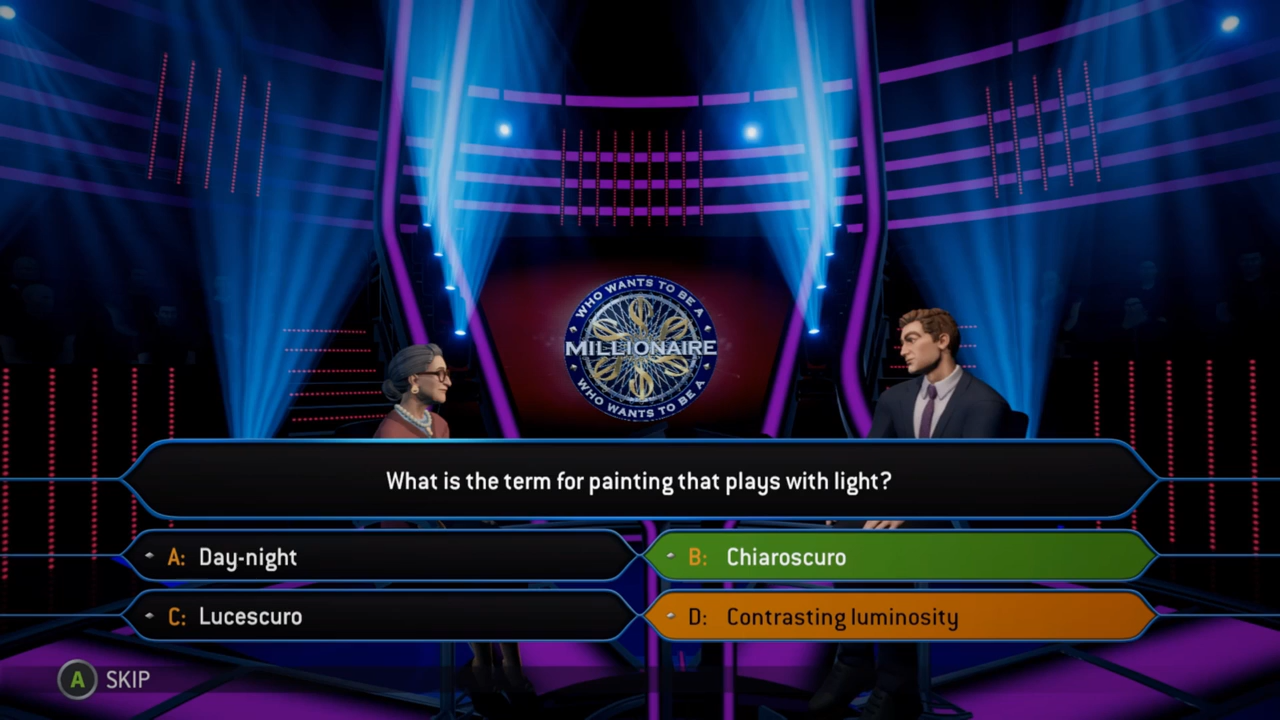 WHO WANTS TO BE A
MILLIONAIRE
WHO WANTS TO BE A
What is the term for painting that plays with light?
A: Day-night
B: Chiaroscuro
C: Lucescuro
D: Contrasting luminosity
A SKIP